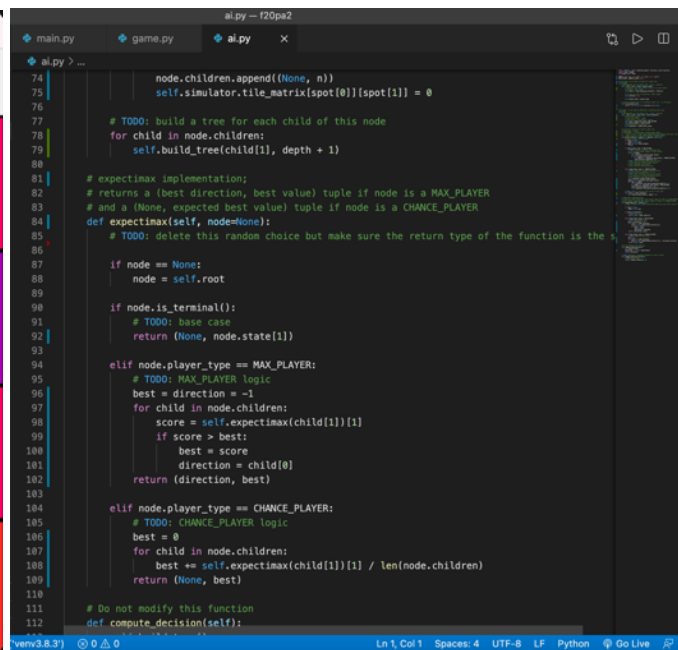 ai.py — f20pa2
main.py game.py ai.py ×
ai.py > ...
74 node.children.append((None, n))
75 self.simulator.tile_matrix[spot[0]][spot[1]] = 0
76
77 # TODO: build a tree for each child of this node
78 for child in node.children:
79 self.build_tree(child[1], depth + 1)
80
81 # expectimax implementation;
82 # returns a (best direction, best value) tuple if node is a MAX_PLAYER
83 # and a (None, expected best value) tuple if node is a CHANCE_PLAYER
84 def expectimax(self, node=None):
85 # TODO: delete this random choice but make sure the return type of the function is the s
86
87 if node == None:
88 node = self.root
89
90 if node.is_terminal():
91 # TODO: base case
92 return (None, node.state[1])
93
94 elif node.player_type == MAX_PLAYER:
95 # TODO: MAX_PLAYER logic
96 best = direction = -1
97 for child in node.children:
98 score = self.expectimax(child[1])[1]
99 if score > best:
100 best = score
101 direction = child[0]
102 return (direction, best)
103
104 elif node.player_type == CHANCE_PLAYER:
105 # TODO: CHANCE_PLAYER logic
106 best = 0
107 for child in node.children:
108 best += self.expectimax(child[1])[1] / len(node.children)
109 return (None, best)
110
111 # Do not modify this function
112 def compute_decision(self):
'venv3.8.3') 0 0 Ln 1, Col 1 Spaces: 4 UTF-8 LF Python Go Live